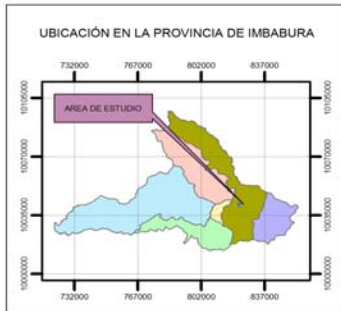 UBICACIÓN EN LA PROVINCIA DE IMBABURA
732000 767000 802000 837000
10105000 10105000
AREA DE ESTUDIO
10070000 10070000
10035000 10035000
10000000 10000000
732000 767000 802000 837000